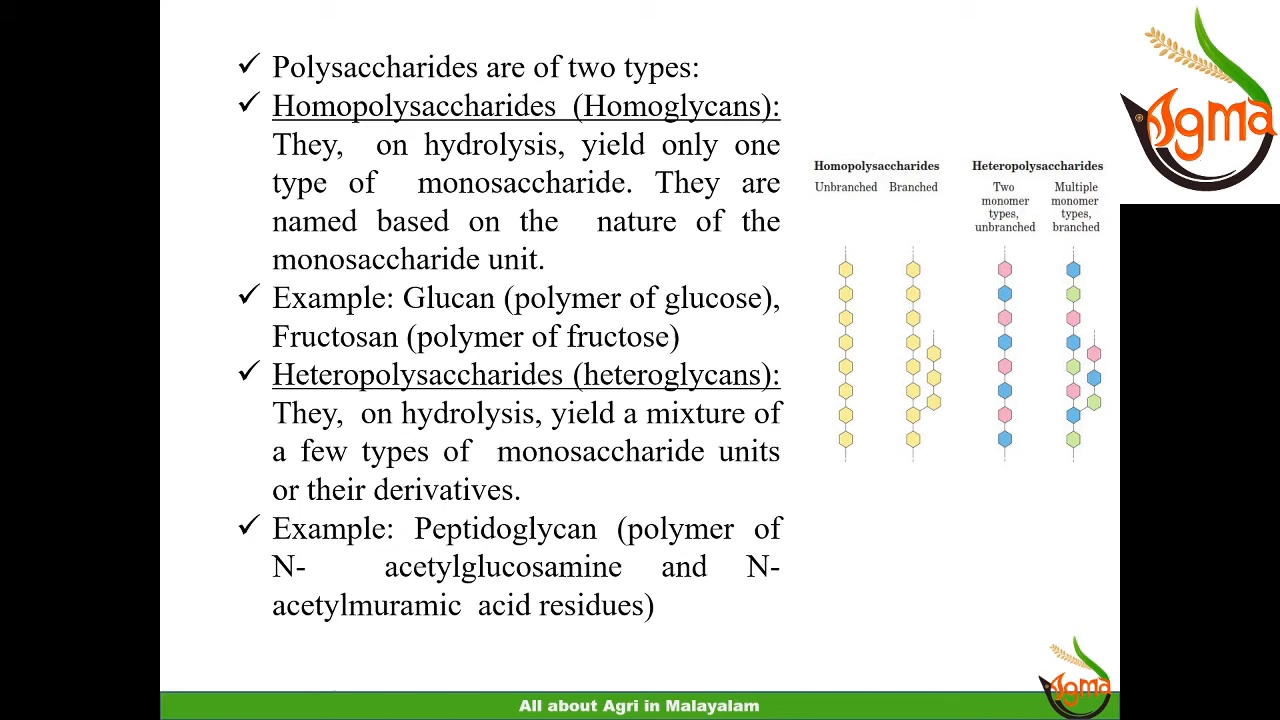 ✓ Polysaccharides are of two types:
✓ Homopolysaccharides (Homoglycans):
They, on hydrolysis, yield only one
type of monosaccharide. They are
named based on the nature of the
monosaccharide unit.
✓ Example: Glucan (polymer of glucose),
Fructosan (polymer of fructose)
✓ Heteropolysaccharides (heteroglycans):
They, on hydrolysis, yield a mixture of
a few types of monosaccharide units
or their derivatives.
✓ Example: Peptidoglycan (polymer of
N- acetylglucosamine and N-
acetylmuramic acid residues)
Homopolysaccharides
Unbranched Branched
Heteropolysaccharides
Two
monomer
types,
unbranched
Multiple
monomer
types,
branched
agma
agma
All about Agri in Malayalam